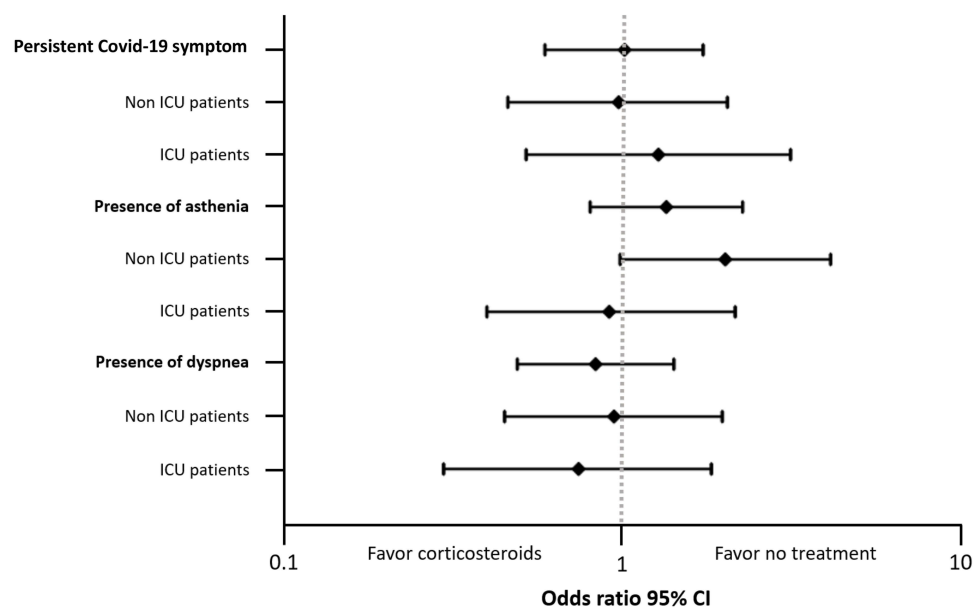 Persistent Covid-19 symptom
Non ICU patients
ICU patients
Presence of asthenia
Non ICU patients
ICU patients
Presence of dyspnea
Non ICU patients
ICU patients
Favor corticosteroids
Favor no treatment
0.1
1
10
Odds ratio 95% CI